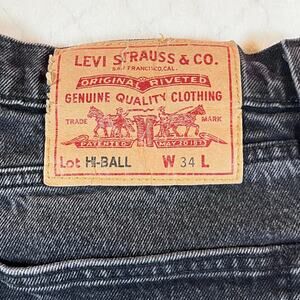 LEVI STRAUSS & CO.
SAN FRANCISCO, CAL.
ORIGINAL RIVETED
GENUINE QUALITY CLOTHING
TRADE MARK
PATENTED MAY 20 1873
Lot HI-BALL W 34 L